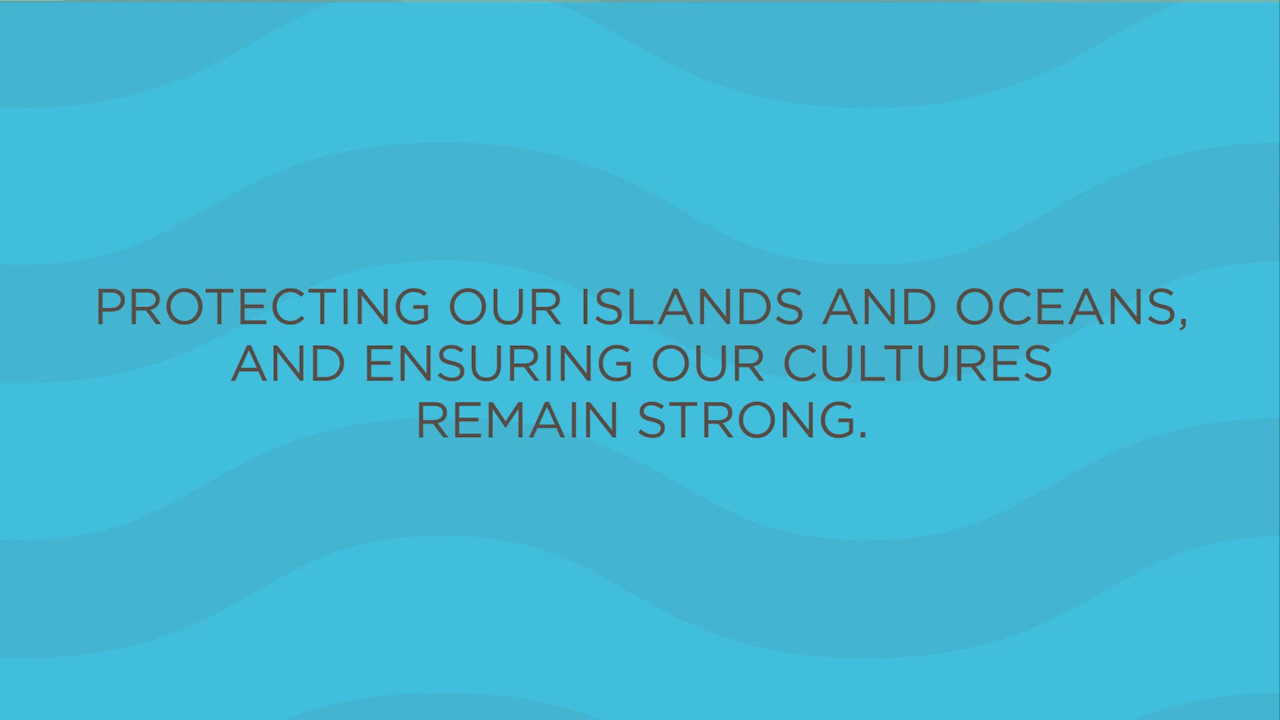 PROTECTING OUR ISLANDS AND OCEANS,
AND ENSURING OUR CULTURES
REMAIN STRONG.